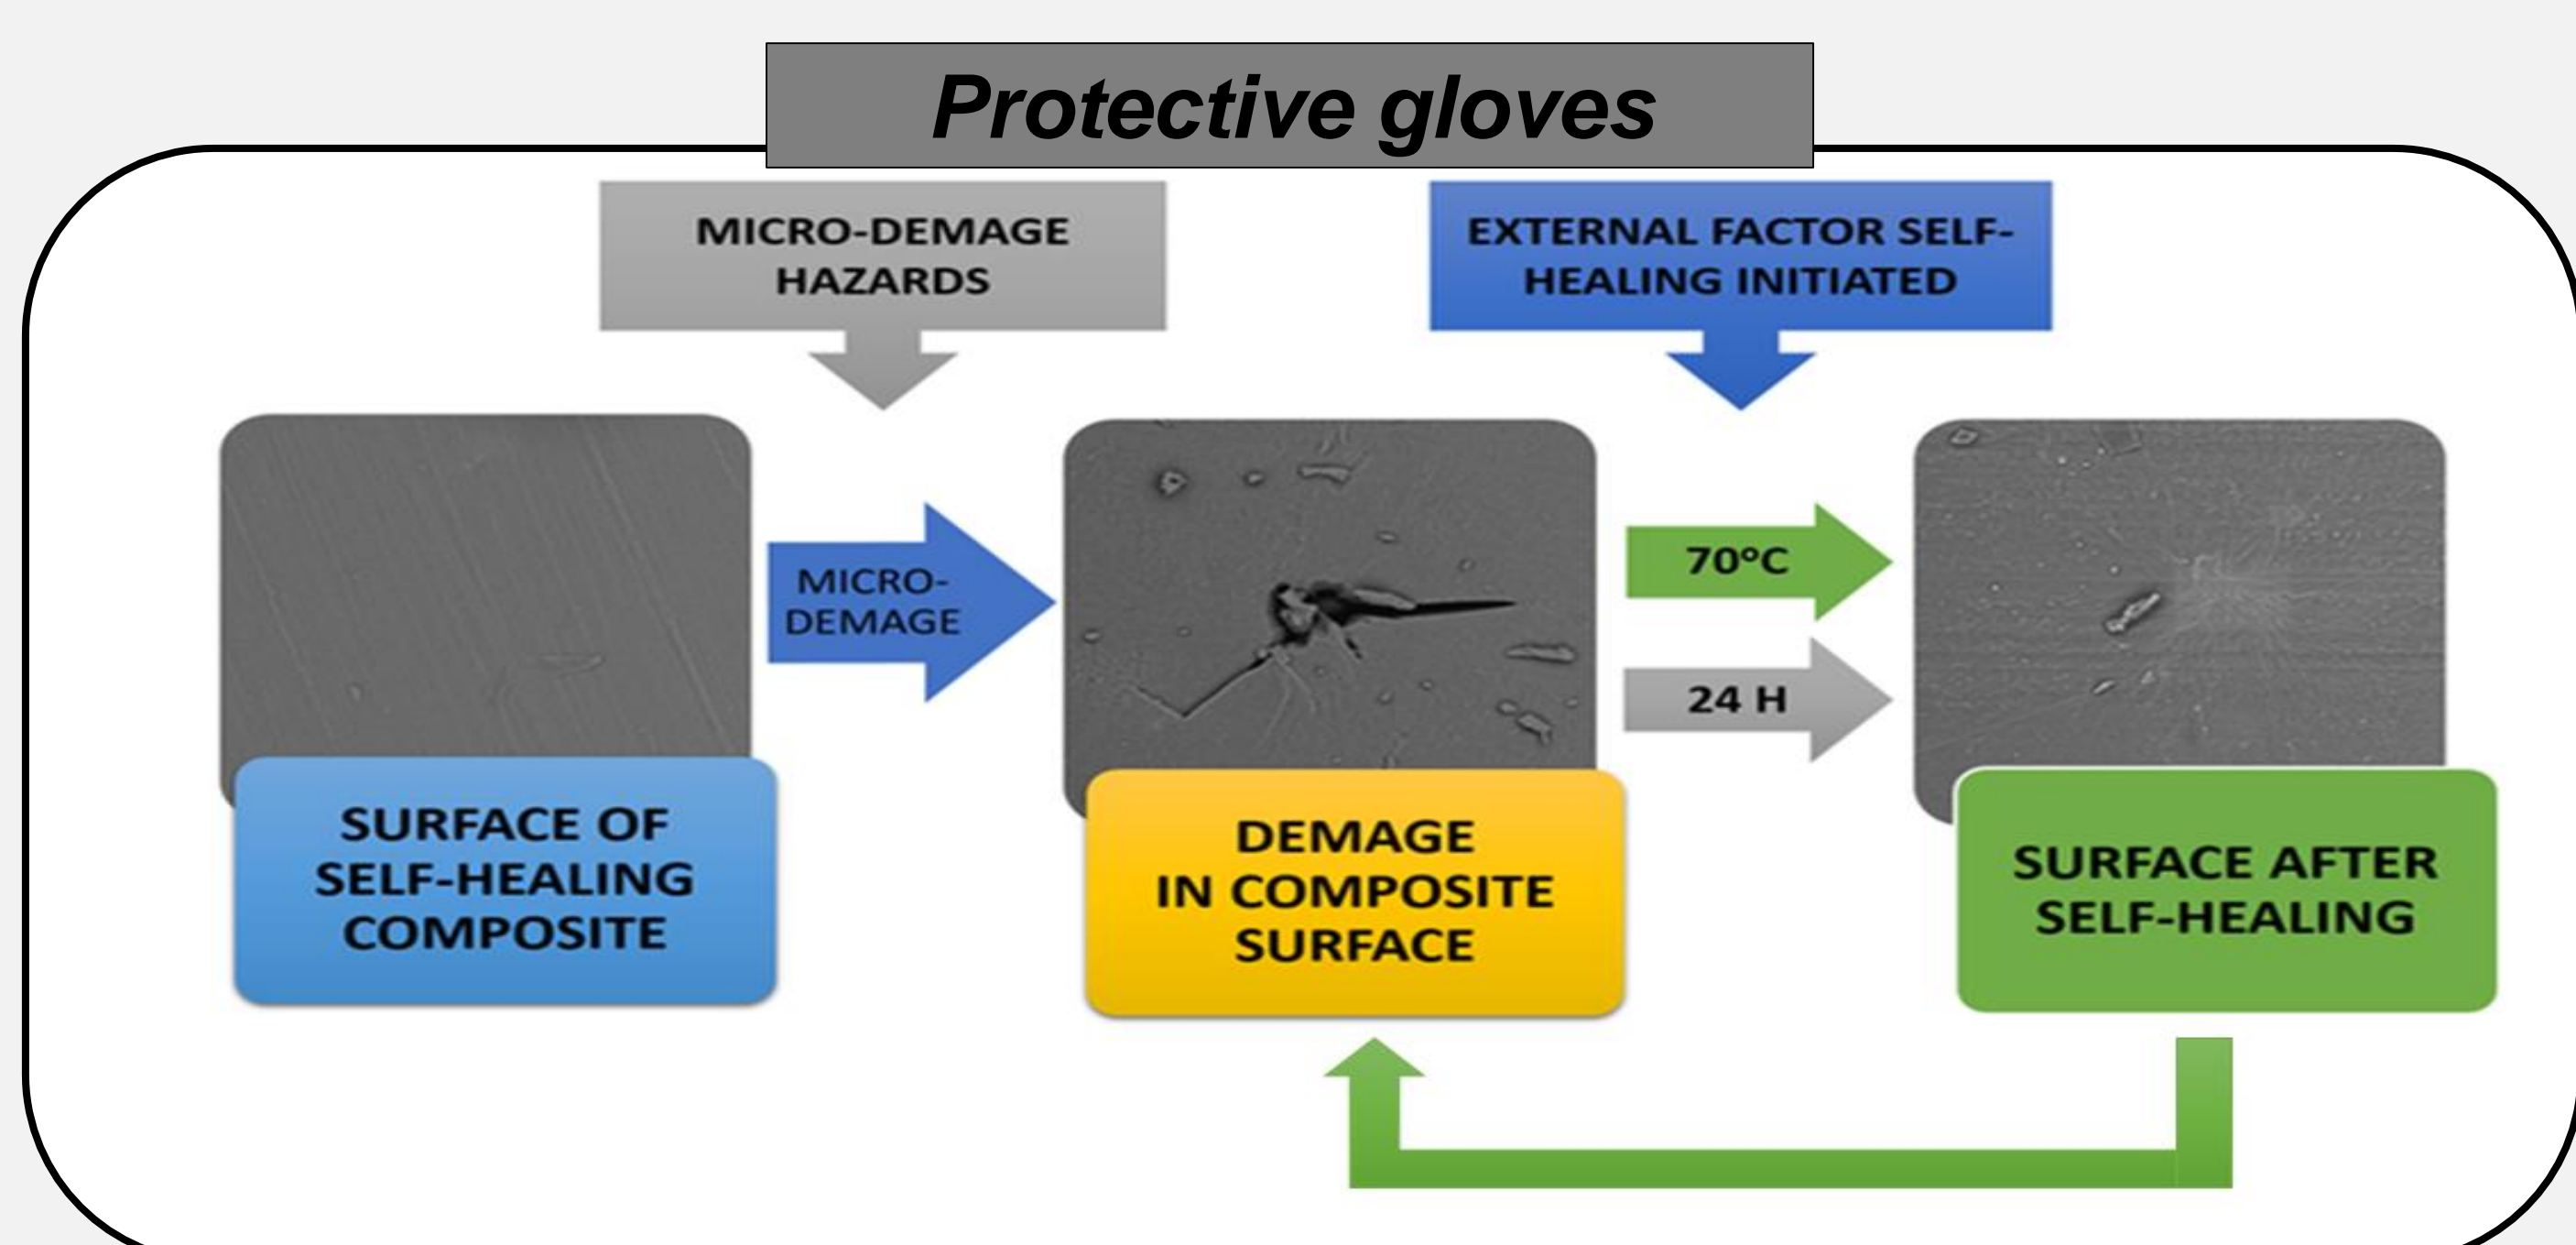 Protective gloves
MICRO-DEMAGE
HAZARDS
EXTERNAL FACTOR SELF-
HEALING INITIATED
MICRO-
DEMAGE
70°C
24 H
SURFACE OF
SELF-HEALING
COMPOSITE
DEMAGE
IN COMPOSITE
SURFACE
SURFACE AFTER
SELF-HEALING